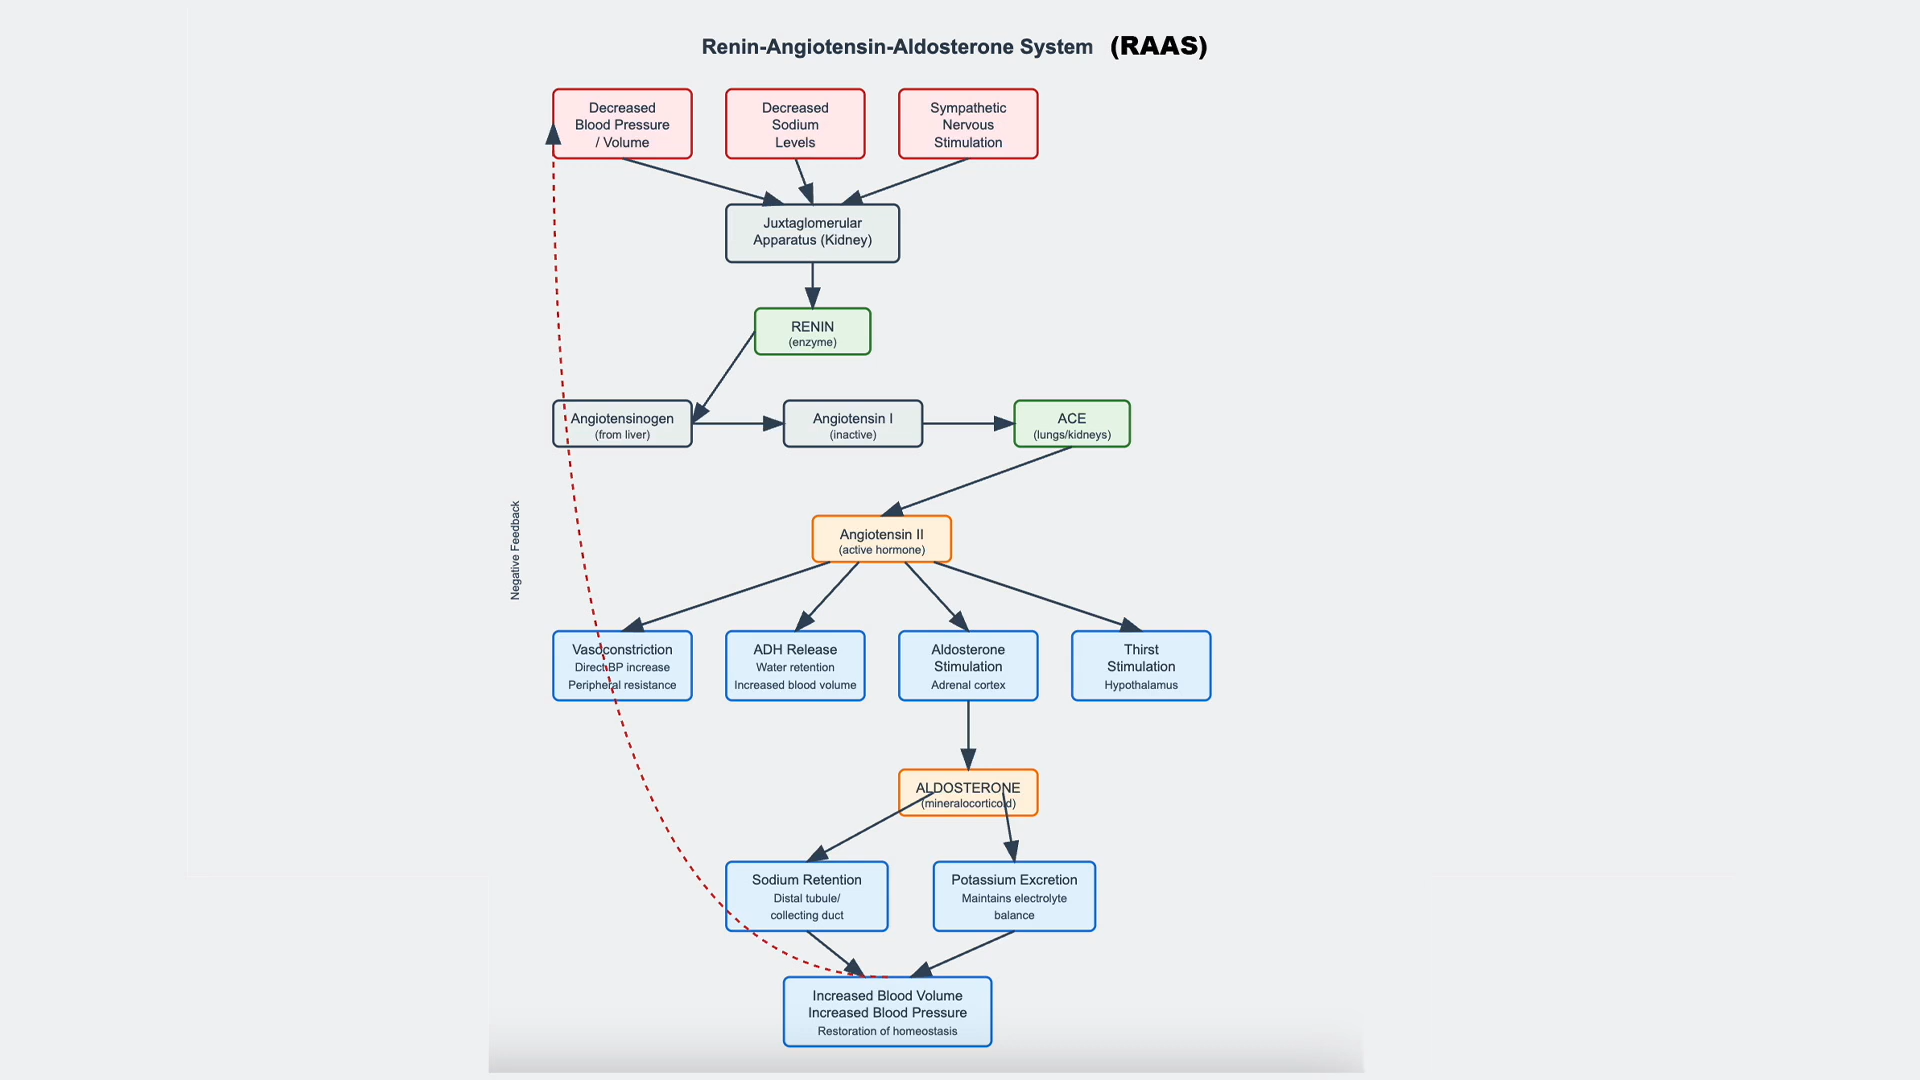 Renin-Angiotensin-Aldosterone System (RAAS)
Decreased
Blood Pressure
/ Volume
Decreased
Sodium
Levels
Sympathetic
Nervous
Stimulation
Juxtaglomerular
Apparatus (Kidney)
RENIN
(enzyme)
Angiotensinogen
(from liver)
Angiotensin I
(inactive)
ACE
(lungs/kidneys)
Angiotensin II
(active hormone)
Negative Feedback
Vasoconstriction
Direct BP increase
Peripheral resistance
ADH Release
Water retention
Increased blood volume
Aldosterone
Stimulation
Adrenal cortex
Thirst
Stimulation
Hypothalamus
ALDOSTERONE
(mineralocorticoid)
Sodium Retention
Distal tubule/
collecting duct
Potassium Excretion
Maintains electrolyte
balance
Increased Blood Volume
Increased Blood Pressure
Restoration of homeostasis